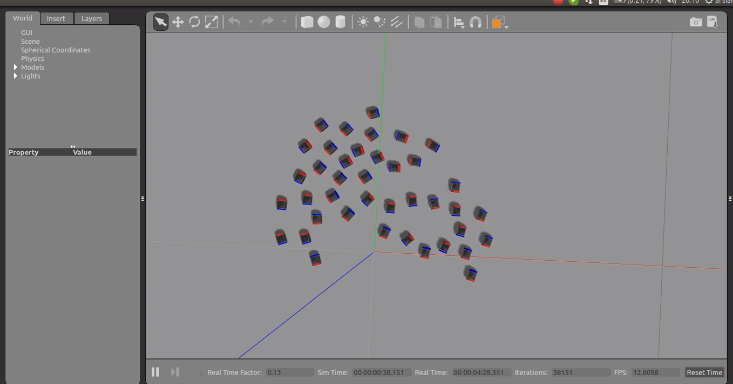 World Insert Layers
GUI
Scene
Spherical Coordinates
Physics
Models
Lights
Property Value
Real Time Factor: 0.13 Sim Time: 00 00:00:38.151 Real Time: 00 00:04:28.351 Iterations: 38151 FPS: 12.8098 Reset Time